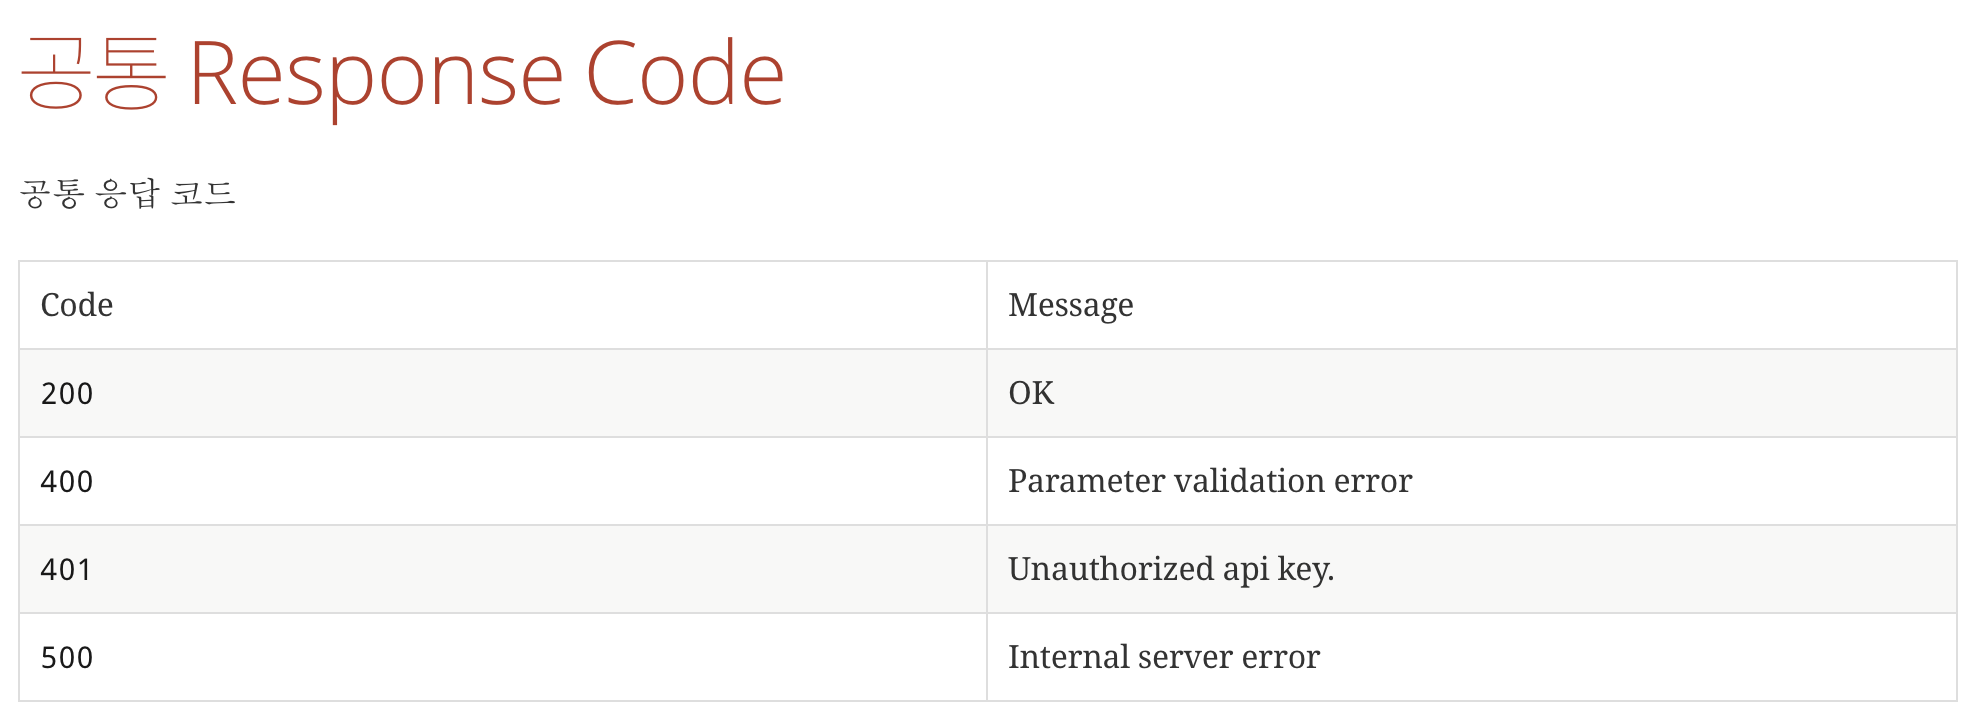 공통 Response Code
공통 응답 코드
Code Message
200 OK
400 Parameter validation error
401 Unauthorized api key.
500 Internal server error